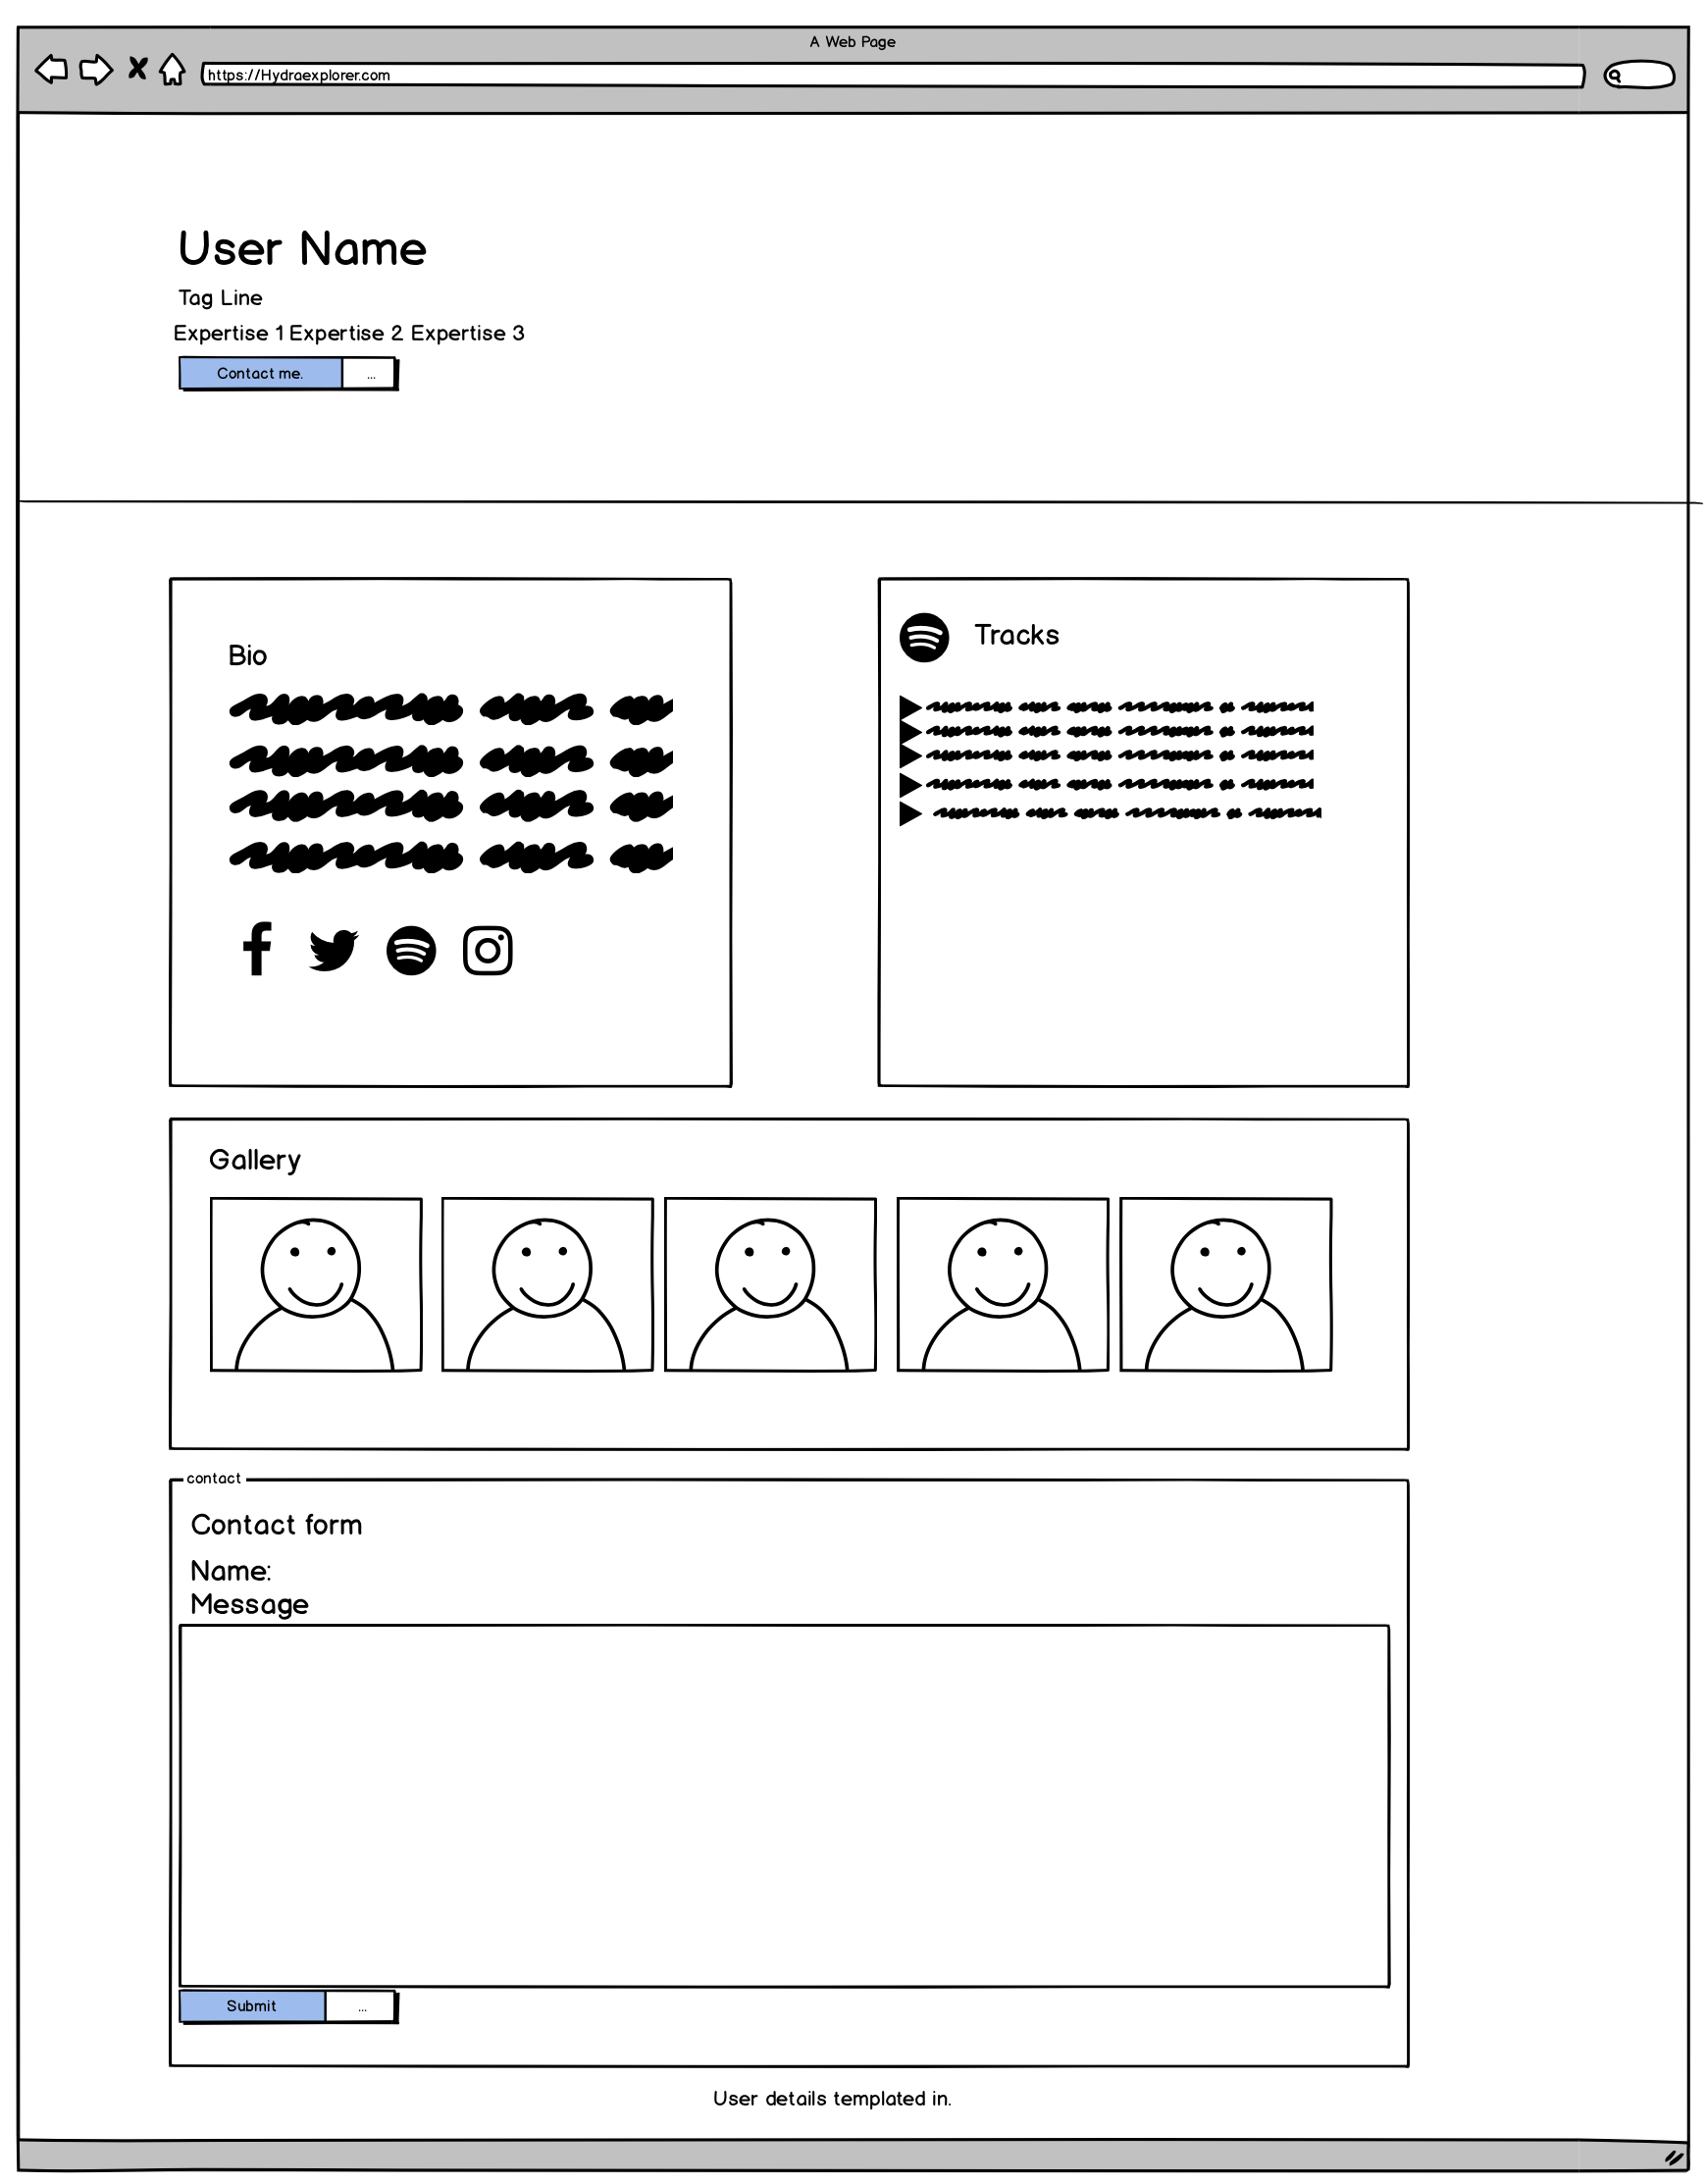 A Web Page
https://Hydraexplorer.com
User Name
Tag Line
Expertise 1 Expertise 2 Expertise 3
Contact me. ...
Bio
Tracks
Gallery
contact
Contact form
Name:
Message
Submit ...
User details templated in.